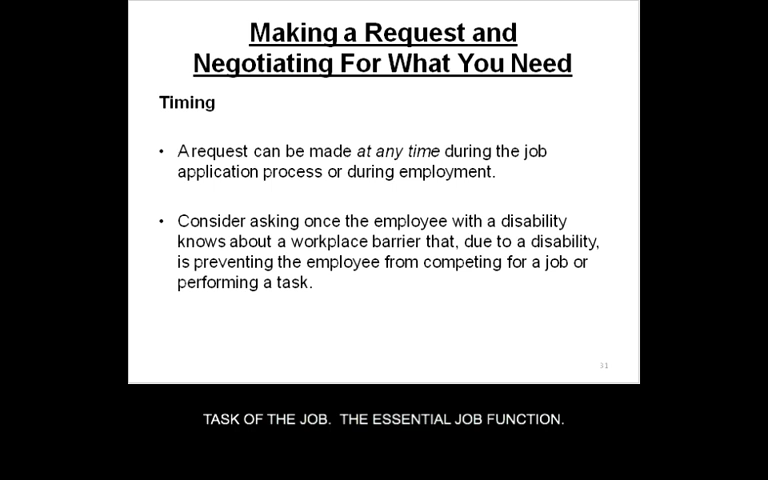 Making a Request and
Negotiating For What You Need
Timing
• A request can be made at any time during the job
application process or during employment.
• Consider asking once the employee with a disability
knows about a workplace barrier that, due to a disability,
is preventing the employee from competing for a job or
performing a task.
31
TASK OF THE JOB.  THE ESSENTIAL JOB FUNCTION.